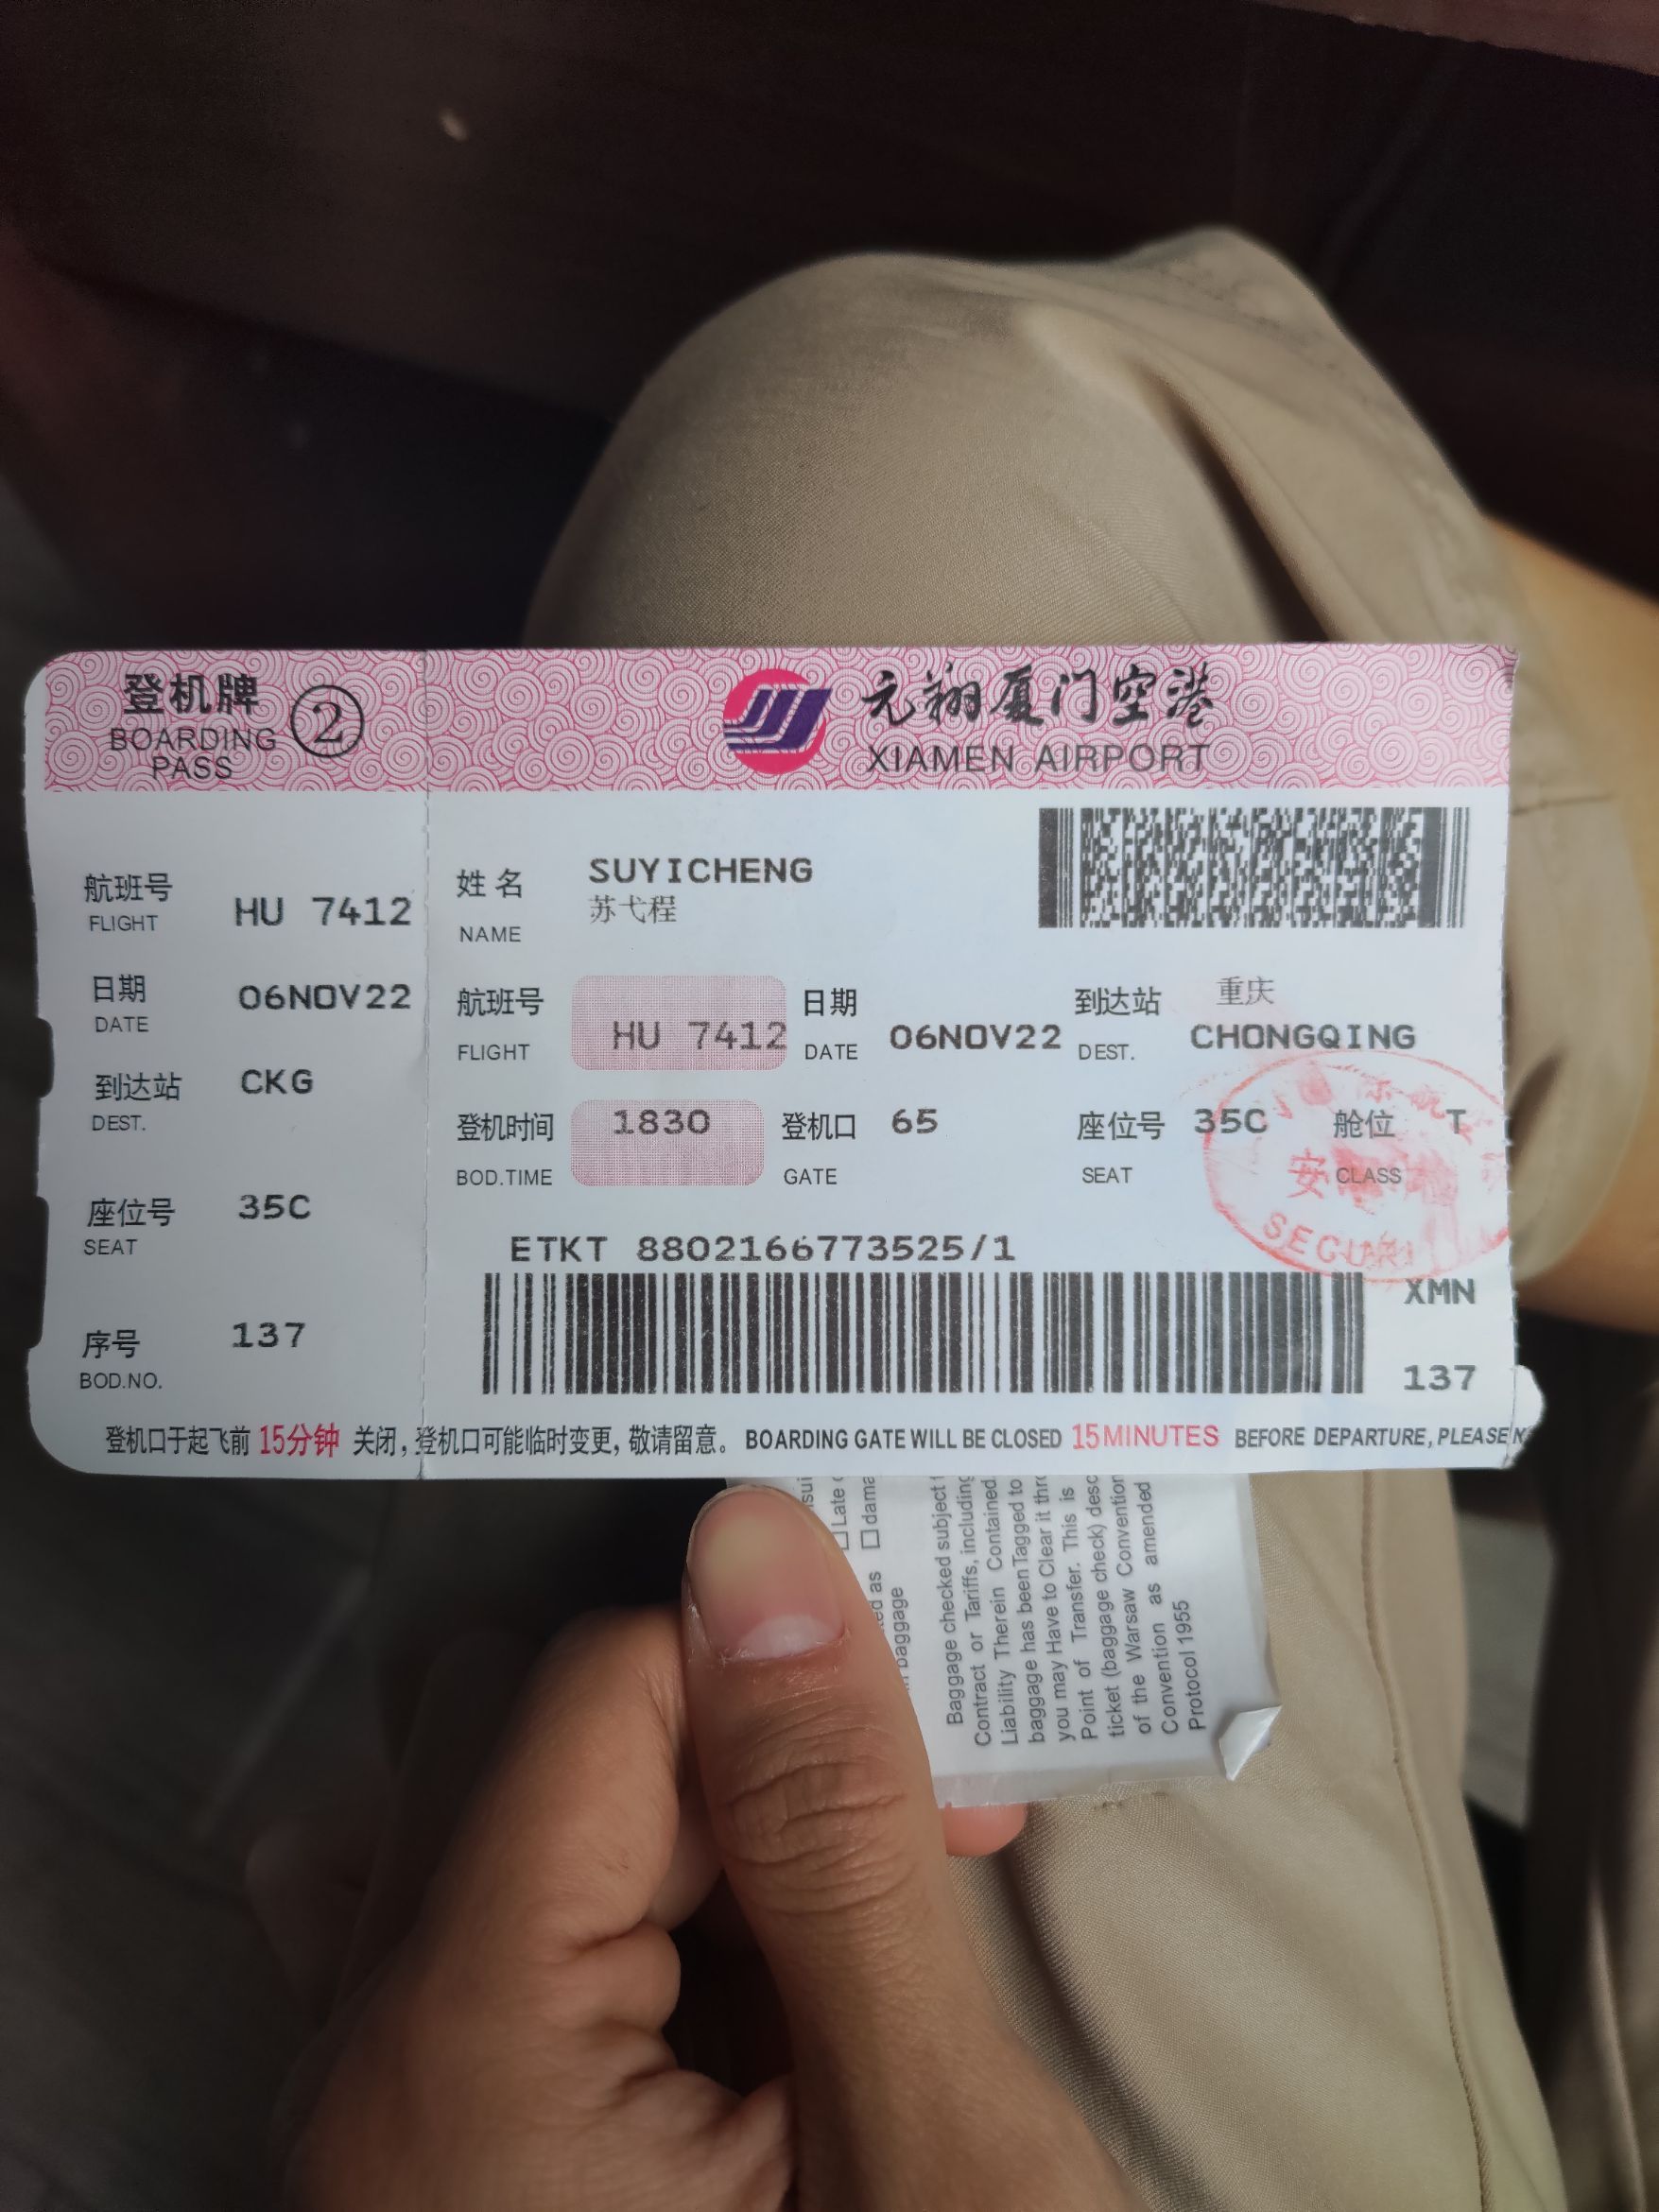 登机牌 ②
BOARDING
PASS
元翔厦门空港
XIAMEN AIRPORT
航班号 HU 7412
FLIGHT
日期 06NOV22
DATE
到达站 CKG
DEST.
座位号 35C
SEAT
序号 137
BOD.NO.
姓名 SUYICHENG
苏弋程
NAME
航班号 HU 7412 日期 06NOV22 到达站 重庆
FLIGHT DATE DEST. CHONGQING
登机时间 1830 登机口 65 座位号 35C 舱位 T
BOD.TIME GATE SEAT CLASS
安
ETKT 8802166773525/1
XMN
137
登机口于起飞前 15分钟 关闭，登机口可能临时变更，敬请留意。 BOARDING GATE WILL BE CLOSED 15MINUTES BEFORE DEPARTURE, PLEASE
Late
as
baggage
Baggage checked subject
Contract or Tariffs, including
Liability Therein Contained.
baggage has been Tagged to
you may Have to Clear it
Point of Transfer. This is
ticket (baggage check)
of the Warsaw Convention
Convention as amended
Protocol 1955